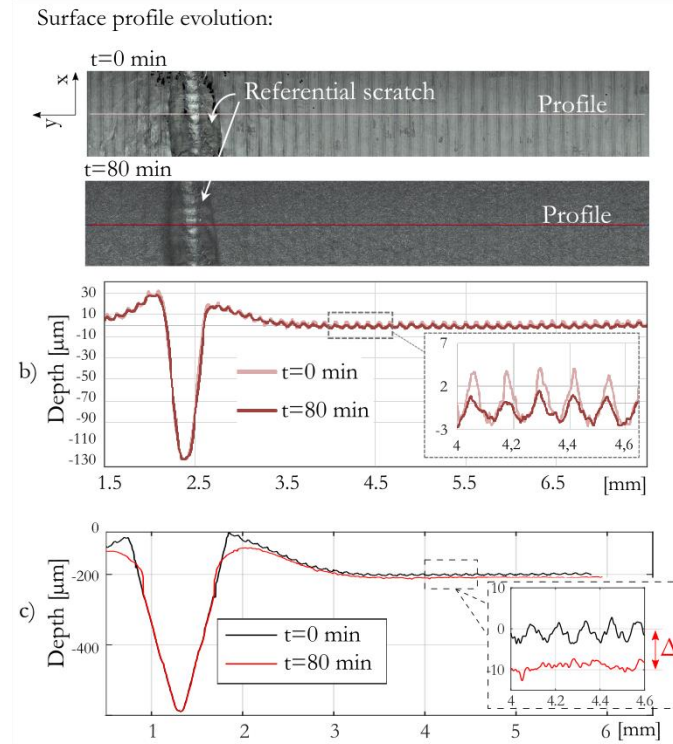 Surface profile evolution:
t=0 min
x
y
Referential scratch
Profile
t=80 min
Profile
b)
Depth [µm]
30
10
-10
-30
-50
-70
-90
-110
-130
t=0 min
t=80 min
7
2
-3
4 4,2 4,4 4,6
1.5 2.5 3.5 4.5 5.5 6.5 [mm]
c)
Depth [µm]
0
-200
-400
t=0 min
t=80 min
10
0
10
4 4.2 4.4 4.6
Δ
1 2 3 4 5 6 [mm]